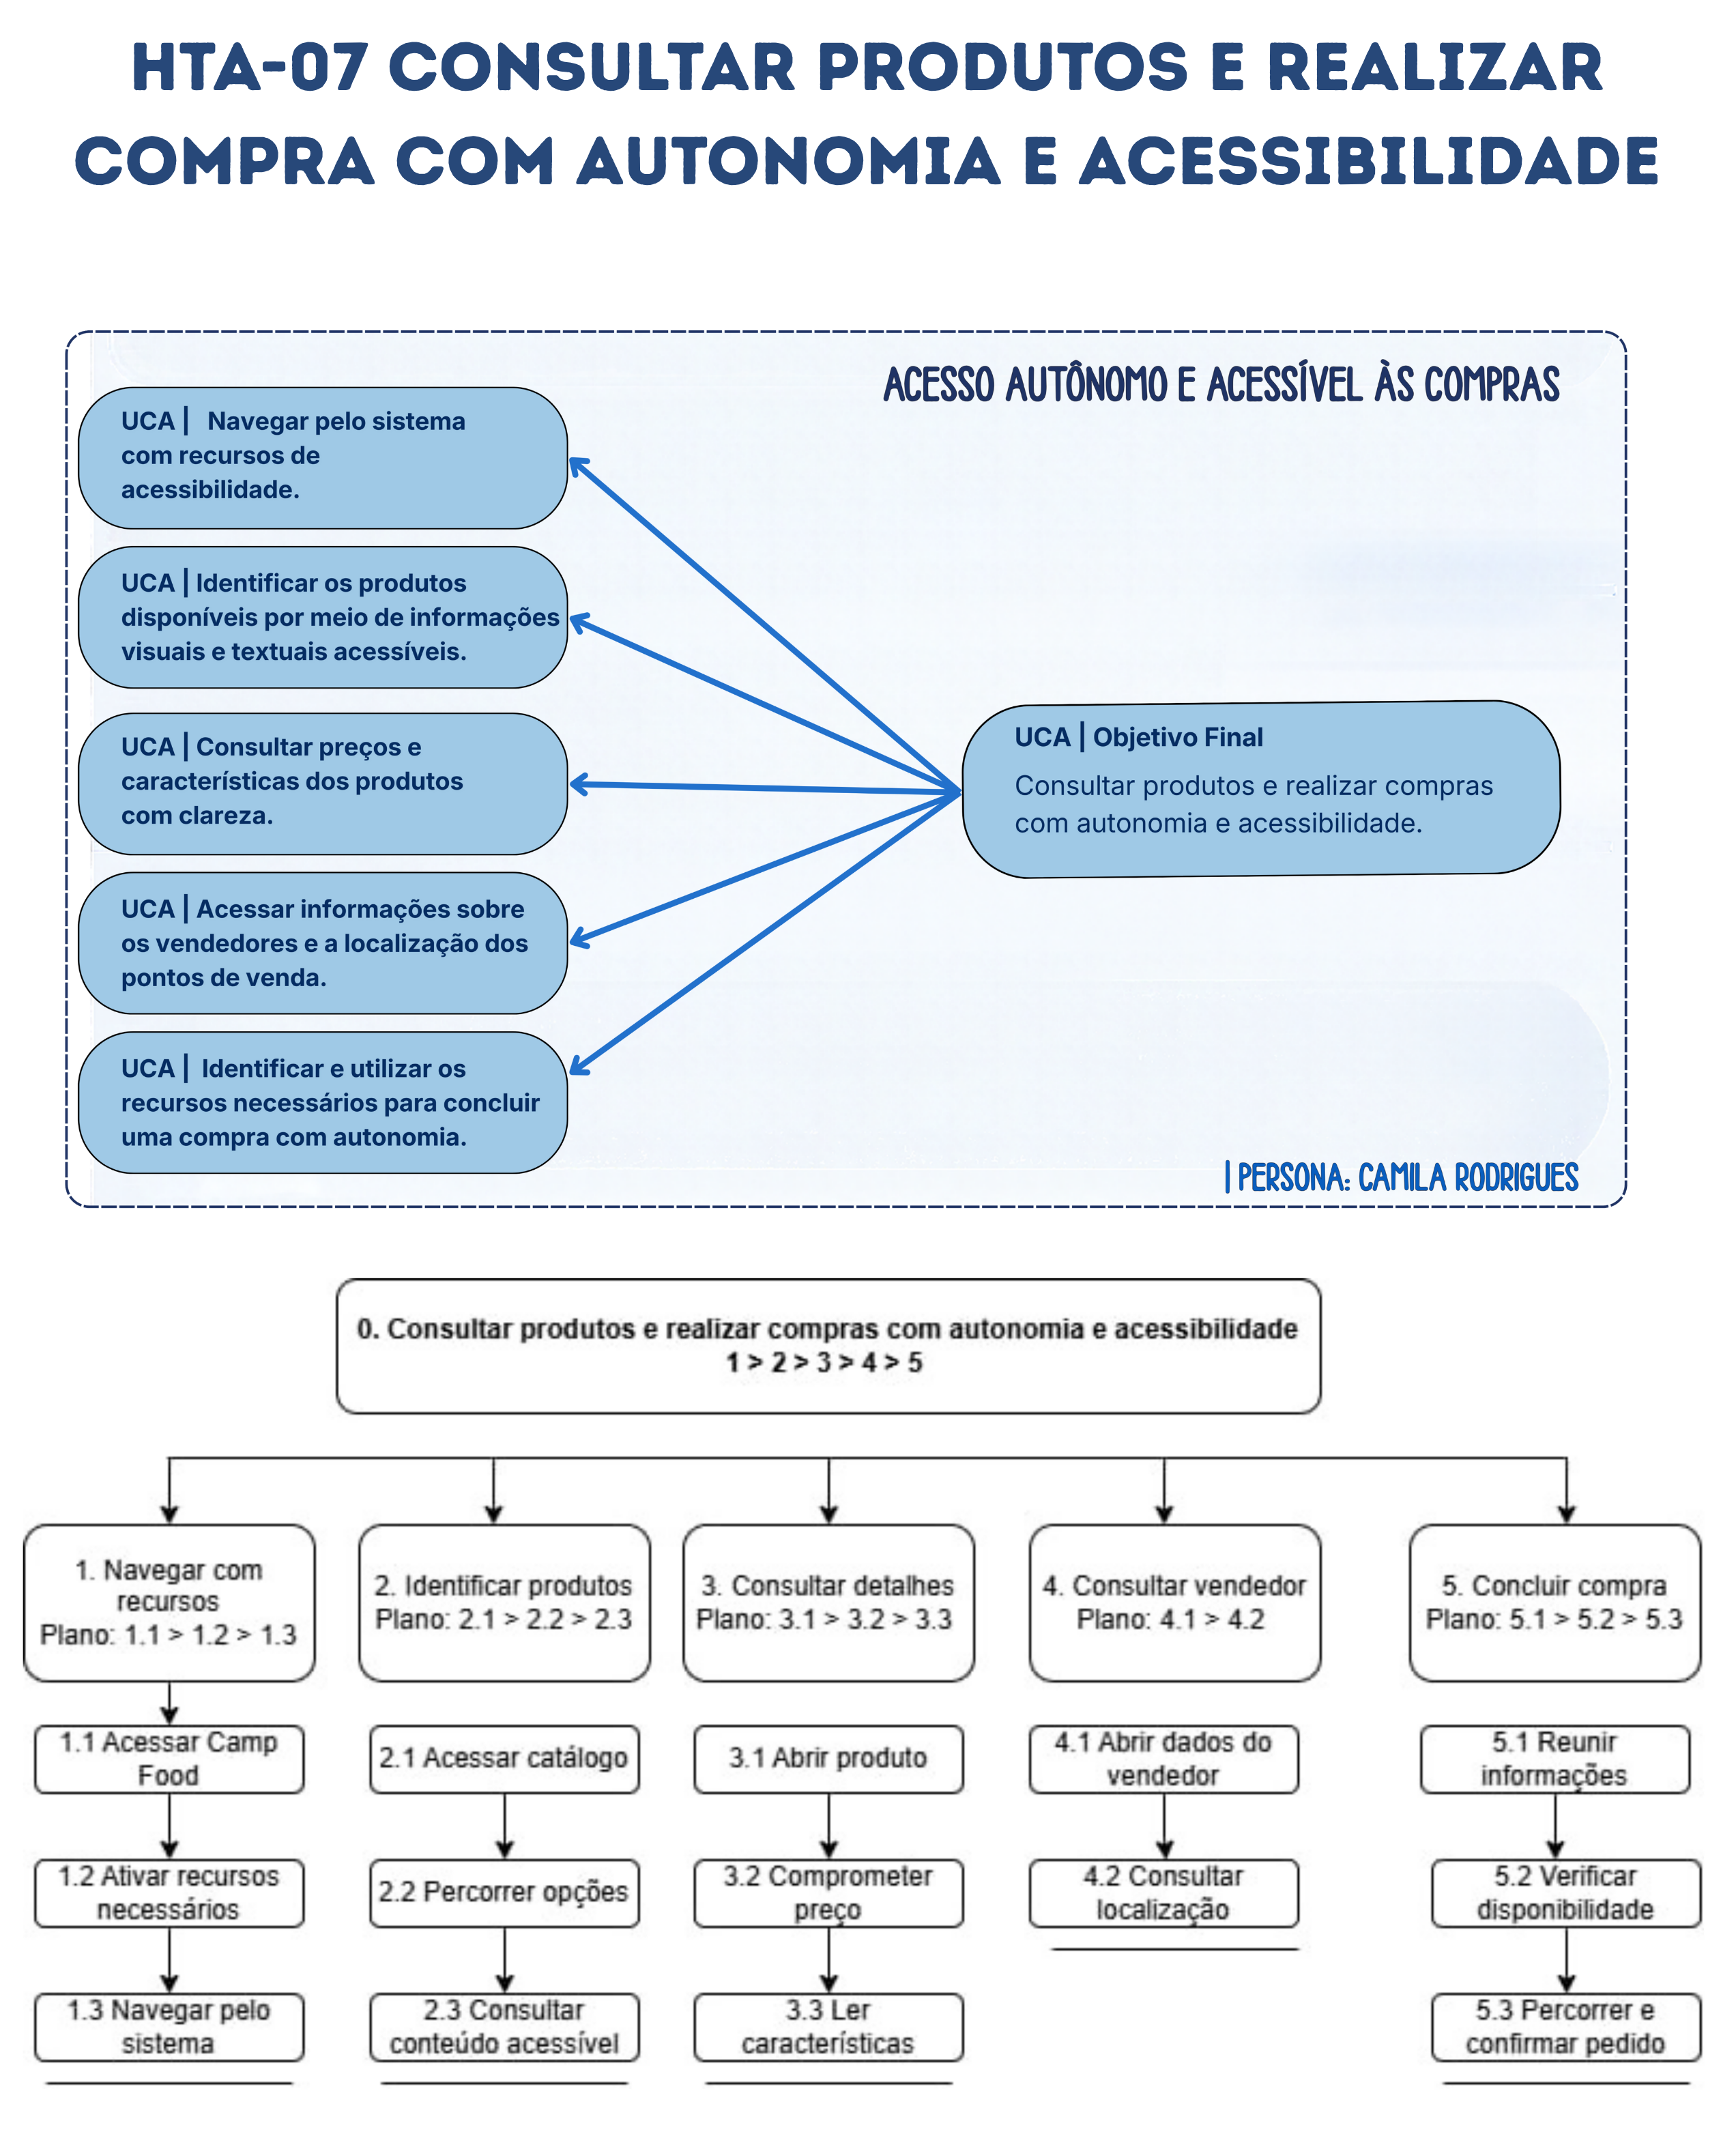 HTA-07 CONSULTAR PRODUTOS E REALIZAR
COMPRA COM AUTONOMIA E ACESSIBILIDADE
ACESSO AUTÔNOMO E ACESSÍVEL ÀS COMPRAS
UCA | Navegar pelo sistema
com recursos de
acessibilidade.
UCA | Identificar os produtos
disponíveis por meio de informações
visuais e textuais acessíveis.
UCA | Consultar preços e
características dos produtos
com clareza.
UCA | Acessar informações sobre
os vendedores e a localização dos
pontos de venda.
UCA | Identificar e utilizar os
recursos necessários para concluir
uma compra com autonomia.
UCA | Objetivo Final
Consultar produtos e realizar compras
com autonomia e acessibilidade.
| PERSONA: CAMILA RODRIGUES
0. Consultar produtos e realizar compras com autonomia e acessibilidade
1 > 2 > 3 > 4 > 5
1. Navegar com
recursos
Plano: 1.1 > 1.2 > 1.3
2. Identificar produtos
Plano: 2.1 > 2.2 > 2.3
3. Consultar detalhes
Plano: 3.1 > 3.2 > 3.3
4. Consultar vendedor
Plano: 4.1 > 4.2
5. Concluir compra
Plano: 5.1 > 5.2 > 5.3
1.1 Acessar Camp
Food
2.1 Acessar catálogo
3.1 Abrir produto
4.1 Abrir dados do
vendedor
5.1 Reunir
informações
1.2 Ativar recursos
necessários
2.2 Percorrer opções
3.2 Comprometer
preço
4.2 Consultar
localização
5.2 Verificar
disponibilidade
1.3 Navegar pelo
sistema
2.3 Consultar
conteúdo acessível
3.3 Ler
características
5.3 Percorrer e
confirmar pedido